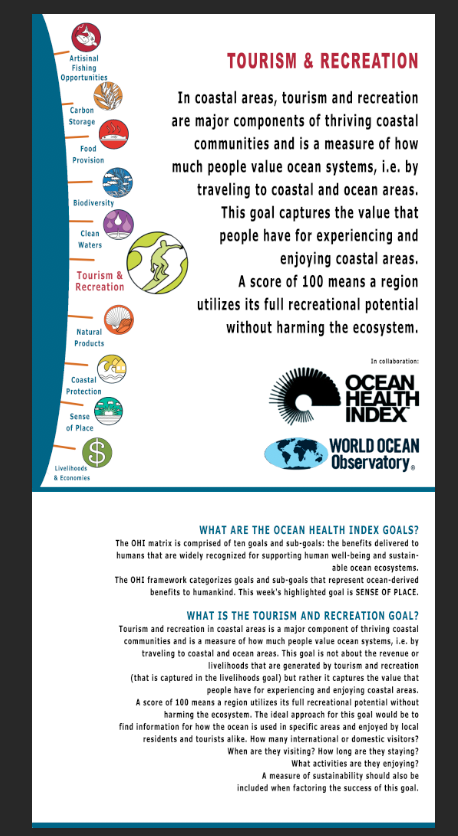 Artisinal
Fishing
Opportunities
Carbon
Storage
Food
Provision
Biodiversity
Clean
Waters
Tourism &
Recreation
Natural
Products
Coastal
Protection
Sense
of Place
Livelihoods
& Economies
TOURISM & RECREATION
In coastal areas, tourism and recreation
are major components of thriving coastal
communities and is a measure of how
much people value ocean systems, i.e. by
traveling to coastal and ocean areas.
This goal captures the value that
people have for experiencing and
enjoying coastal areas.
A score of 100 means a region
utilizes its full recreational potential
without harming the ecosystem.
In collaboration:
OCEAN
HEALTH
INDEX™
WORLD OCEAN
Observatory®
WHAT ARE THE OCEAN HEALTH INDEX GOALS?
The OHI matrix is comprised of ten goals and sub-goals: the benefits delivered to
humans that are widely recognized for supporting human well-being and sustain-
able ocean ecosystems.
The OHI framework categorizes goals and sub-goals that represent ocean-derived
benefits to humankind. This week's highlighted goal is SENSE OF PLACE.
WHAT IS THE TOURISM AND RECREATION GOAL?
Tourism and recreation in coastal areas is a major component of thriving coastal
communities and is a measure of how much people value ocean systems, i.e. by
traveling to coastal and ocean areas. This goal is not about the revenue or
livelihoods that are generated by tourism and recreation
(that is captured in the livelihoods goal) but rather it captures the value that
people have for experiencing and enjoying coastal areas.
A score of 100 means a region utilizes its full recreational potential without
harming the ecosystem. The ideal approach for this goal would be to
find information for how the ocean is used in specific areas and enjoyed by local
residents and tourists alike. How many international or domestic visitors?
When are they visiting? How long are they staying?
What activities are they enjoying?
A measure of sustainability should also be
included when factoring the success of this goal.